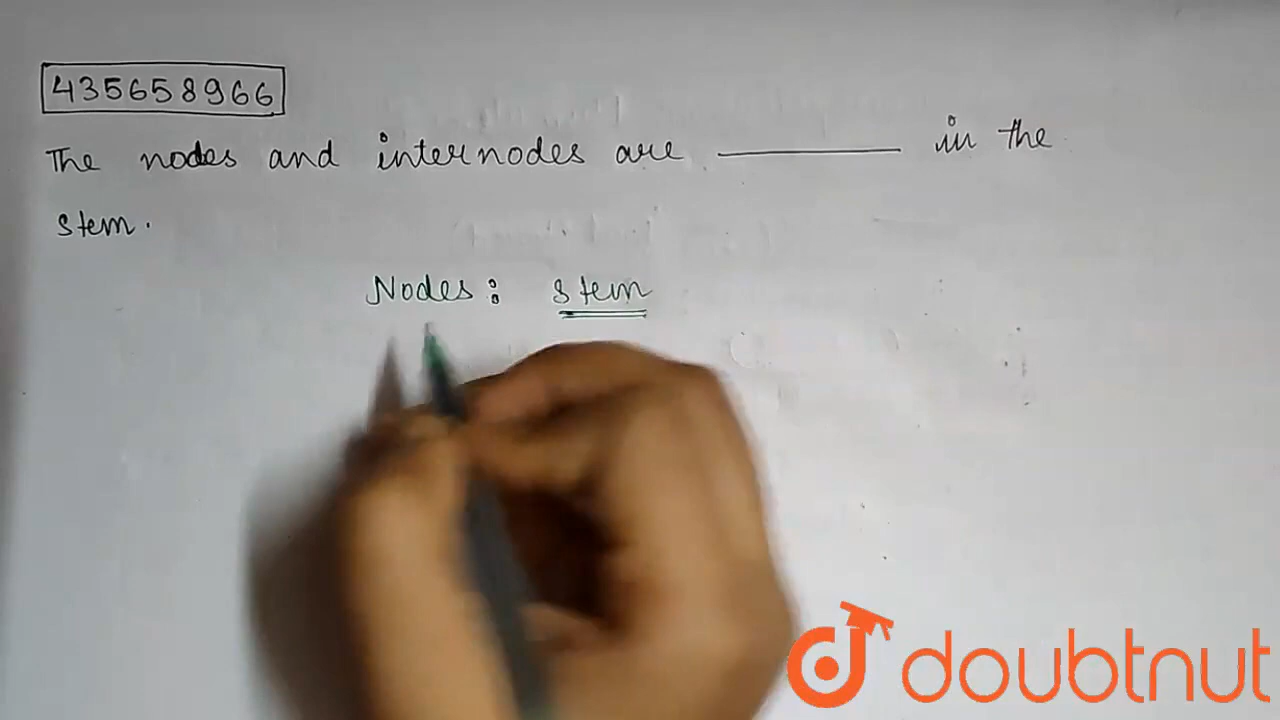 435658966
The nodes and internodes are ________ in the
stem.
Nodes: stem
doubtnut